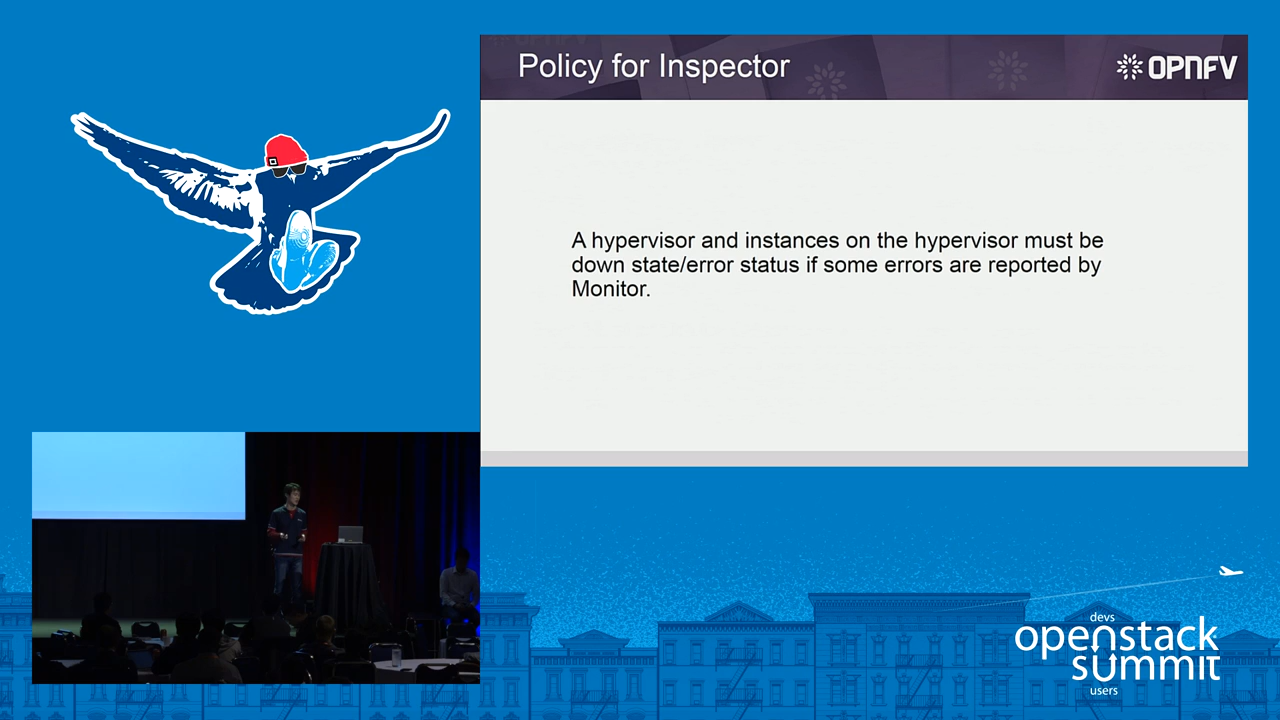 Policy for Inspector
OPNFV
A hypervisor and instances on the hypervisor must be
down state/error status if some errors are reported by
Monitor.
devs
openstack
summit
users